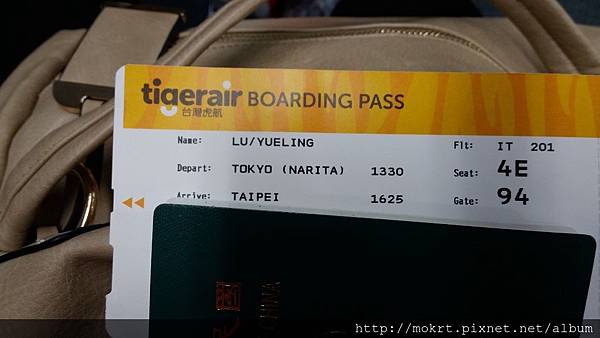 tigerair BOARDING PASS
台灣虎航
Name: LU/YUELING Flt: IT 201
Depart: TOKYO (NARITA) 1330 Seat: 4E
Arrive: TAIPEI 1625 Gate: 94
CHINA
http://mokrt.pixnet.net/album